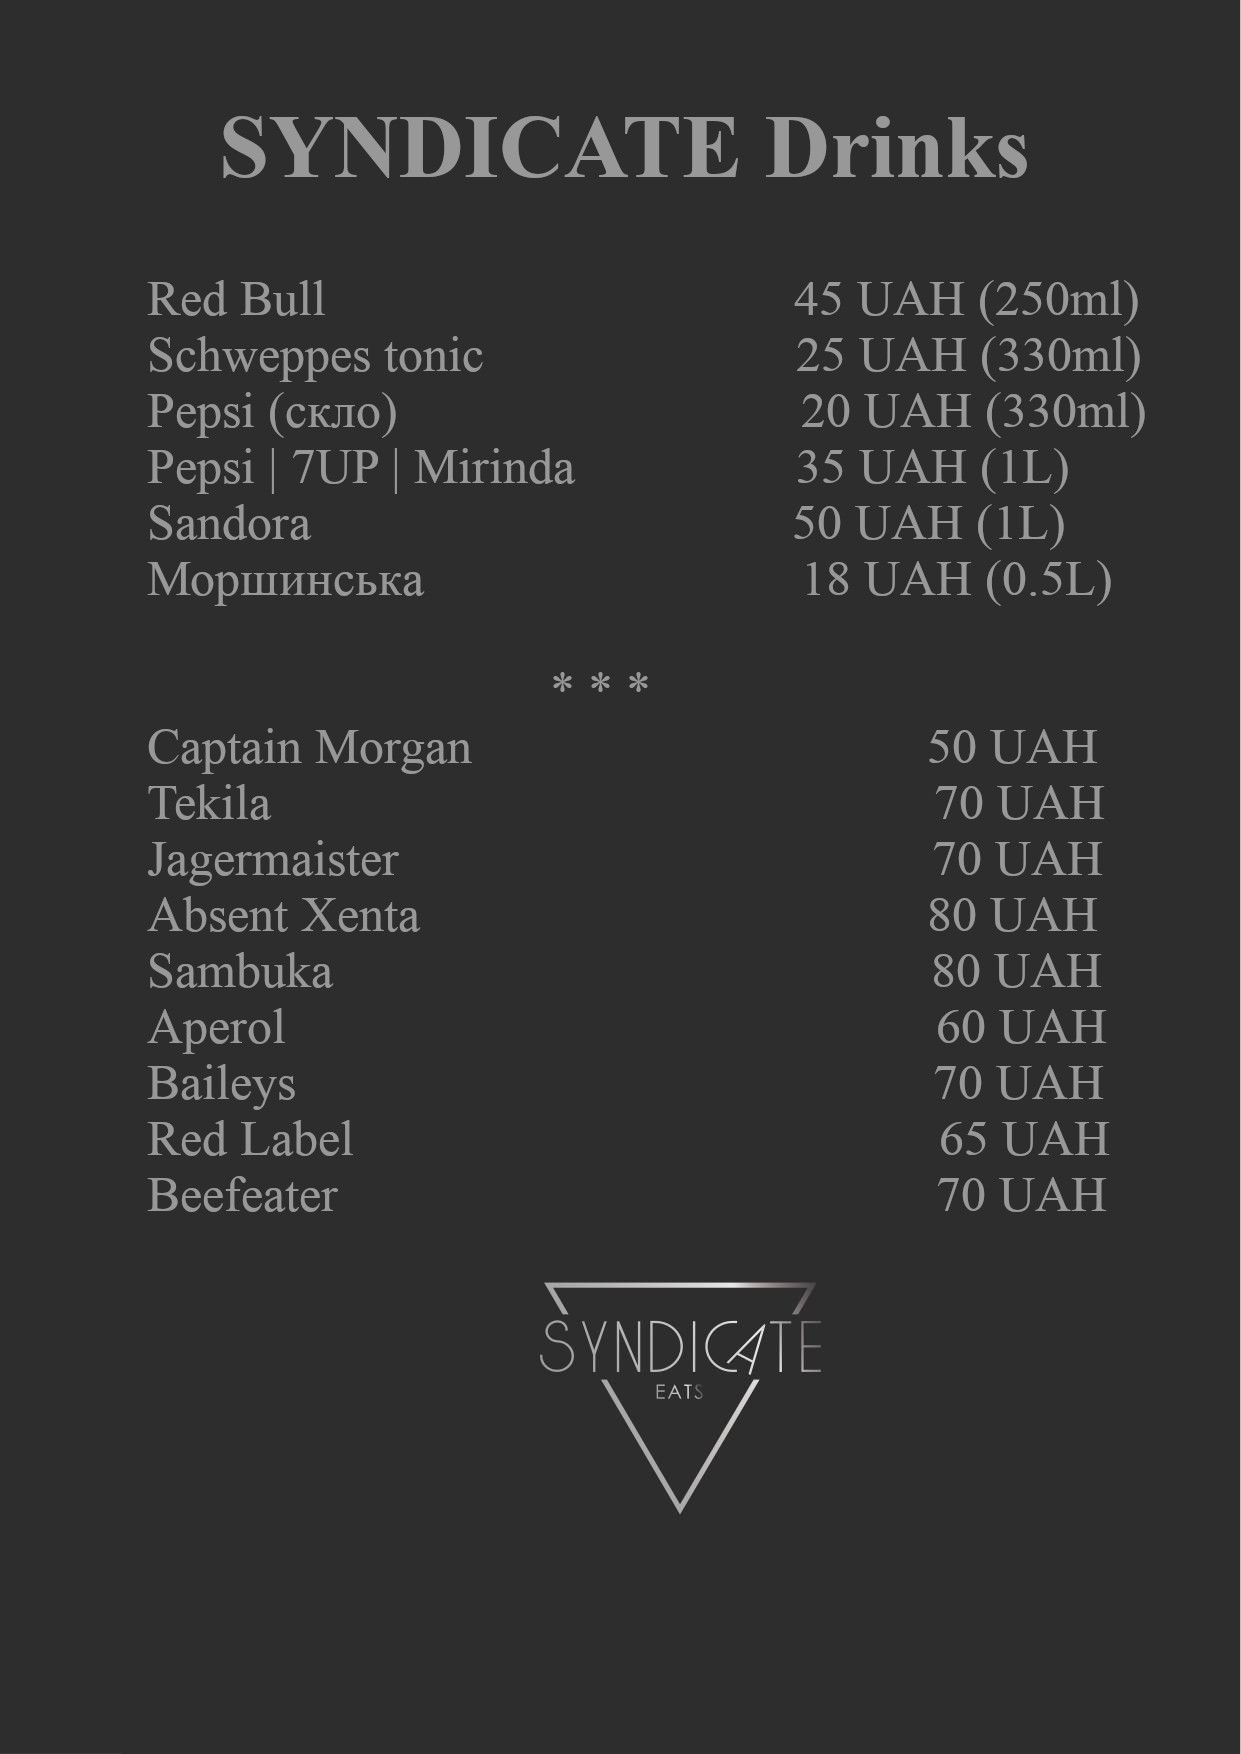 SYNDICATE Drinks
Red Bull 45 UAH (250ml)
Schweppes tonic 25 UAH (330ml)
Pepsi (скло) 20 UAH (330ml)
Pepsi | 7UP | Mirinda 35 UAH (1L)
Sandora 50 UAH (1L)
Моршинська 18 UAH (0.5L)
* * *
Captain Morgan 50 UAH
Tekila 70 UAH
Jagermaister 70 UAH
Absent Xenta 80 UAH
Sambuka 80 UAH
Aperol 60 UAH
Baileys 70 UAH
Red Label 65 UAH
Beefeater 70 UAH
SYNDICATE
EATS